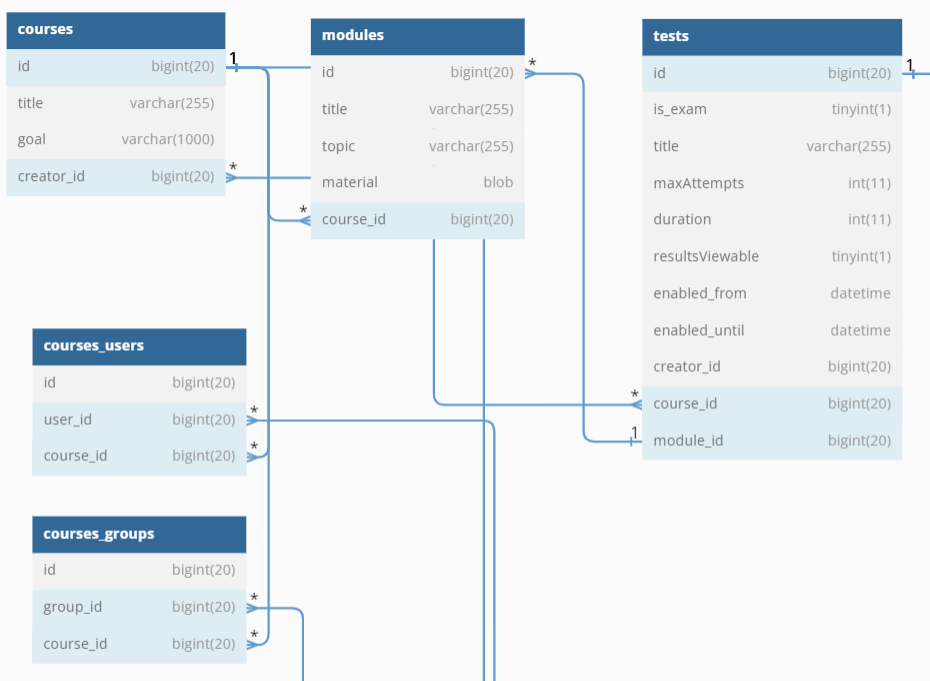 courses
id bigint(20)
title varchar(255)
goal varchar(1000)
creator_id bigint(20)
1
*
modules
id bigint(20)
title varchar(255)
topic varchar(255)
material blob
course_id bigint(20)
*
*
tests
id bigint(20)
is_exam tinyint(1)
title varchar(255)
maxAttempts int(11)
duration int(11)
resultsViewable tinyint(1)
enabled_from datetime
enabled_until datetime
creator_id bigint(20)
course_id bigint(20)
module_id bigint(20)
1
*
1
courses_users
id bigint(20)
user_id bigint(20)
course_id bigint(20)
*
*
courses_groups
id bigint(20)
group_id bigint(20)
course_id bigint(20)
*
*